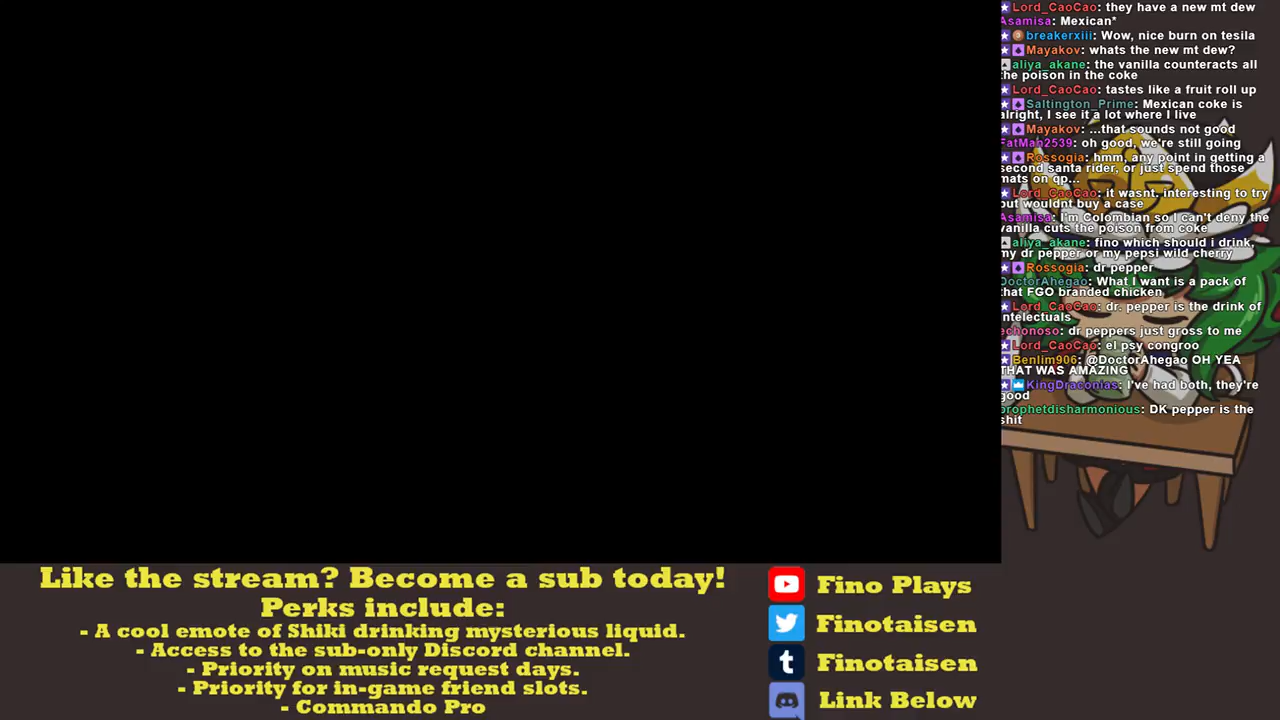 Lord_CaoCao: they have a new mt dew
Asamisa: Mexican*
breakerxiii: Wow, nice burn on tesila
Mayakov: whats the new mt dew?
aliya_akane: the vanilla counteracts all
the poison in the coke
Lord_CaoCao: tastes like a fruit roll up
Saltington_Prime: Mexican coke is
alright, I see it a lot where I live
Mayakov: ...that sounds not good
FatMan2539: oh good, we're still going
Rossogia: hmm, any point in getting a
second santa rider, or just spend those
mats on qp...
Lord_CaoCao: it wasnt. interesting to try
but wouldnt buy a case
Asamisa: I'm Colombian so I can't deny the
vanilla cuts the poison from coke
aliya_akane: fino which should i drink,
my dr pepper or my pepsi wild cherry
Rossogia: dr pepper
DoctorAhegao: What I want is a pack of
that FGO branded chicken
Lord_CaoCao: dr. pepper is the drink of
intelectuals
echonoso: dr peppers just gross to me
Lord_CaoCao: el psy congroo
Benlim906: @DoctorAhegao OH YEA
THAT WAS AMAZING
KingDraconias: I've had both, they're
good
prophetdisharmonious: DK pepper is the
shit
Like the stream? Become a sub today!
Perks include:
- A cool emote of Shiki drinking mysterious liquid.
- Access to the sub-only Discord channel.
- Priority on music request days.
- Priority for in-game friend slots.
- Commando Pro
Fino Plays
Finotaisen
Finotaisen
Link Below